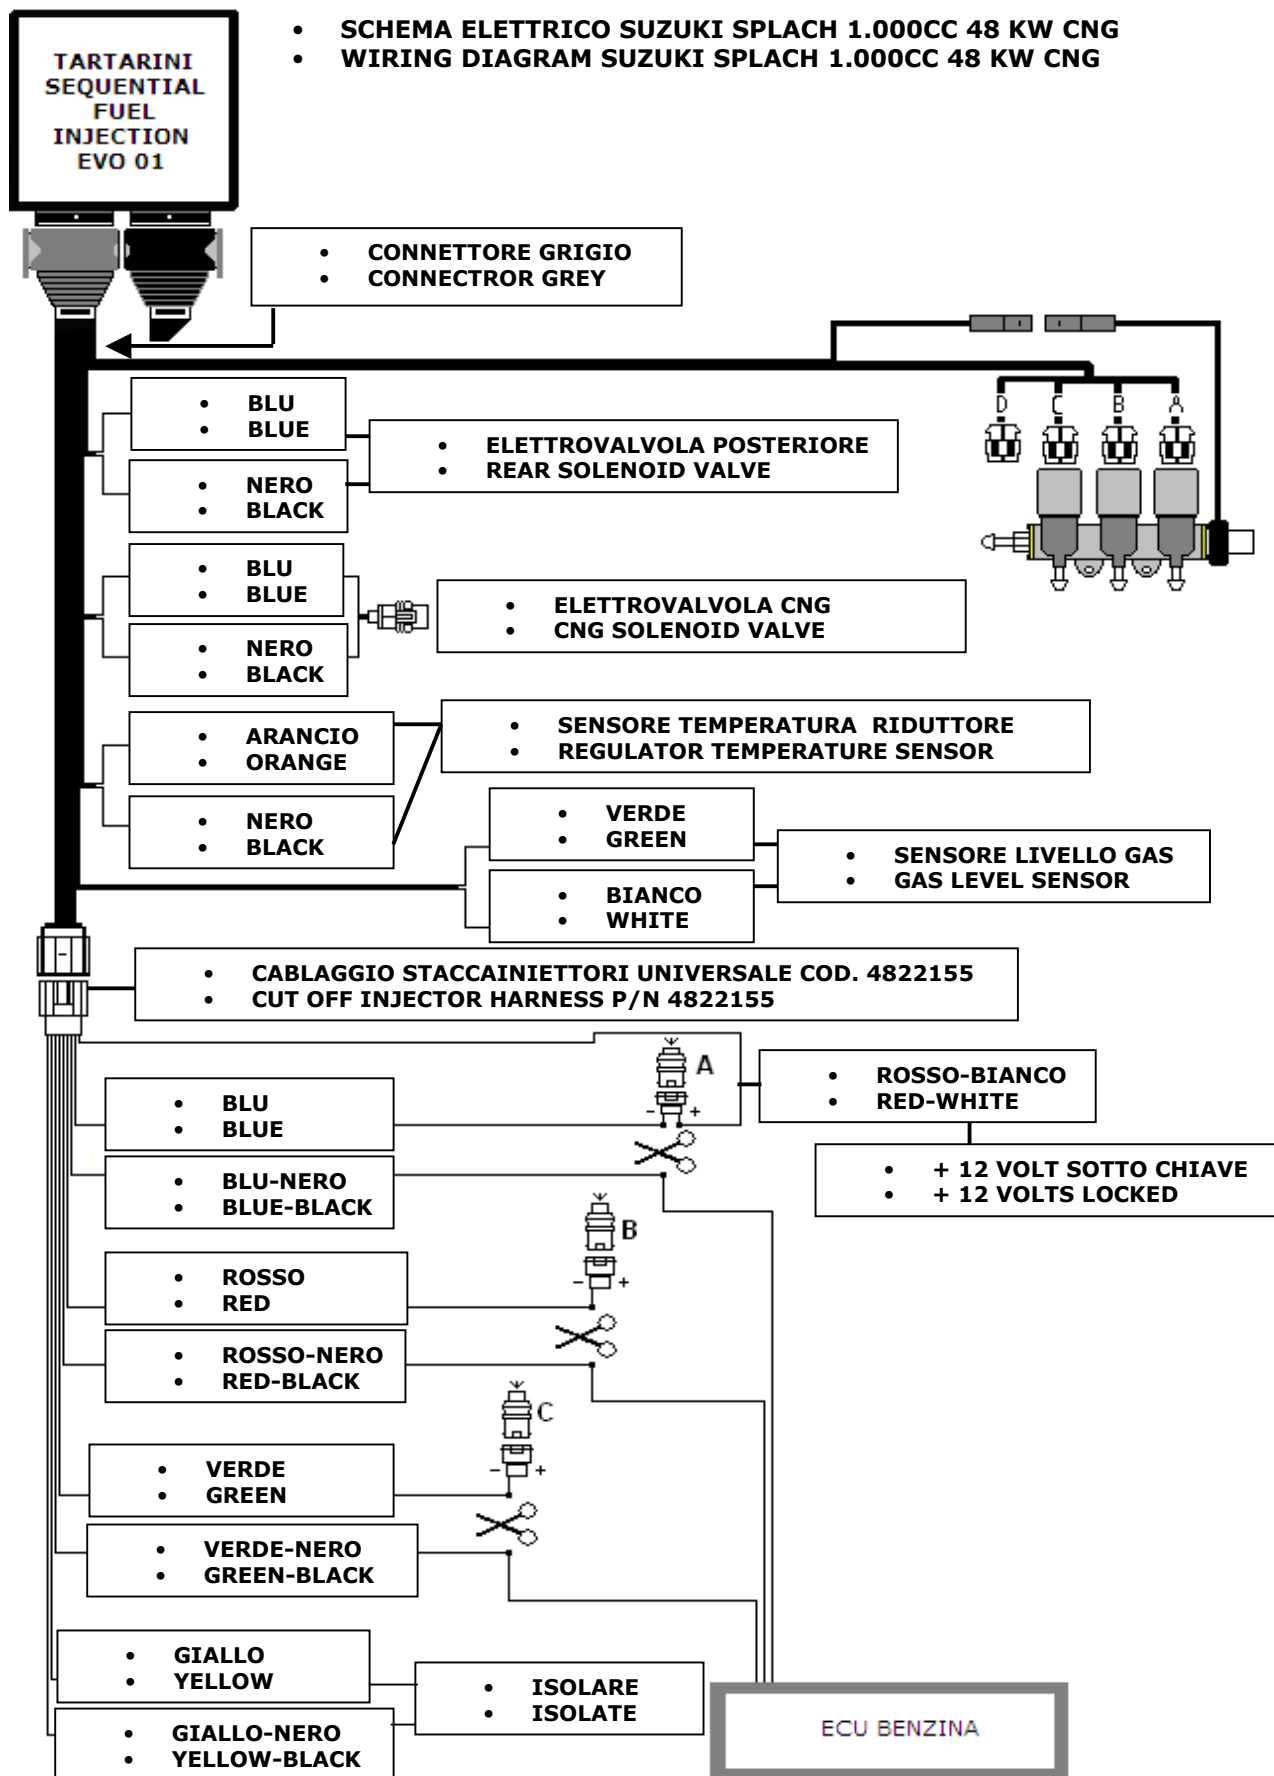 • SCHEMA ELETTRICO SUZUKI SPLACH 1.000CC 48 KW CNG
• WIRING DIAGRAM SUZUKI SPLACH 1.000CC 48 KW CNG
TARTARINI
SEQUENTIAL
FUEL
INJECTION
EVO 01
• CONNETTORE GRIGIO
• CONNECTROR GREY
D C B A
• BLU
• BLUE
• NERO
• BLACK
• ELETTROVALVOLA POSTERIORE
• REAR SOLENOID VALVE
• BLU
• BLUE
• NERO
• BLACK
• ELETTROVALVOLA CNG
• CNG SOLENOID VALVE
• ARANCIO
• ORANGE
• NERO
• BLACK
• SENSORE TEMPERATURA RIDUTTORE
• REGULATOR TEMPERATURE SENSOR
• VERDE
• GREEN
• BIANCO
• WHITE
• SENSORE LIVELLO GAS
• GAS LEVEL SENSOR
• CABLAGGIO STACCAINIETTORI UNIVERSALE COD. 4822155
• CUT OFF INJECTOR HARNESS P/N 4822155
A
- +
• ROSSO-BIANCO
• RED-WHITE
• + 12 VOLT SOTTO CHIAVE
• + 12 VOLTS LOCKED
• BLU
• BLUE
• BLU-NERO
• BLUE-BLACK
B
- +
• ROSSO
• RED
• ROSSO-NERO
• RED-BLACK
C
- +
• VERDE
• GREEN
• VERDE-NERO
• GREEN-BLACK
• GIALLO
• YELLOW
• GIALLO-NERO
• YELLOW-BLACK
• ISOLARE
• ISOLATE
ECU BENZINA